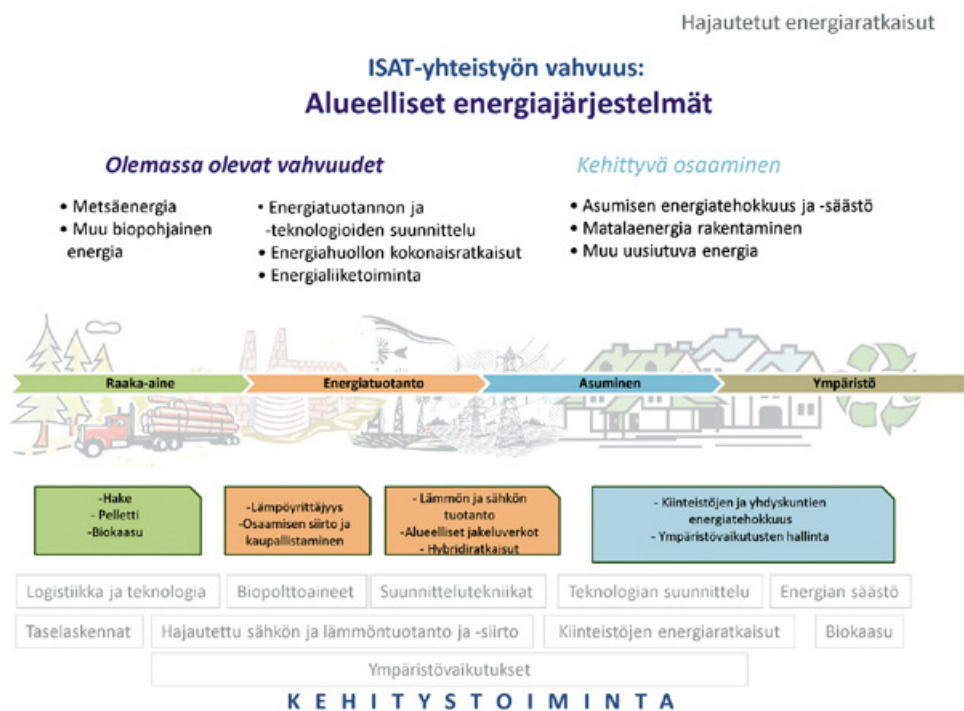 Hajautetut energiaratkaisut
ISAT-yhteistyön vahvuus:
Alueelliset energiajärjestelmät
Olemassa olevat vahvuudet
• Metsäenergia
• Muu biopohjainen
energia
• Energiatuotannon ja
-teknologioiden suunnittelu
• Energiahuollon kokonaisratkaisut
• Energialiiketoiminta
Kehittyvä osaaminen
• Asumisen energiatehokkuus ja -säästö
• Matalaenergia rakentaminen
• Muu uusiutuva energia
Raaka-aine
Energiatuotanto
Asuminen
Ympäristö
-Hake
- Pelletti
-Biokaasu
-Lämpöyrittäjyys
-Osaamisen siirto ja
kaupallistaminen
- Lämmön ja sähkön
tuotanto
-Alueelliset jakeluverkot
- Hybridiratkaisut
- Kiinteistöjen ja yhdyskuntien
energiatehokkuus
- Ympäristövaikutusten hallinta
Logistiikka ja teknologia
Biopolttoaineet
Suunnittelutekniikat
Teknologian suunnittelu
Energian säästö
Taselaskennat
Hajautettu sähkön ja lämmöntuotanto ja -siirto
Kiinteistöjen energiaratkaisut
Biokaasu
Ympäristövaikutukset
KEHITYSTOIMINTA